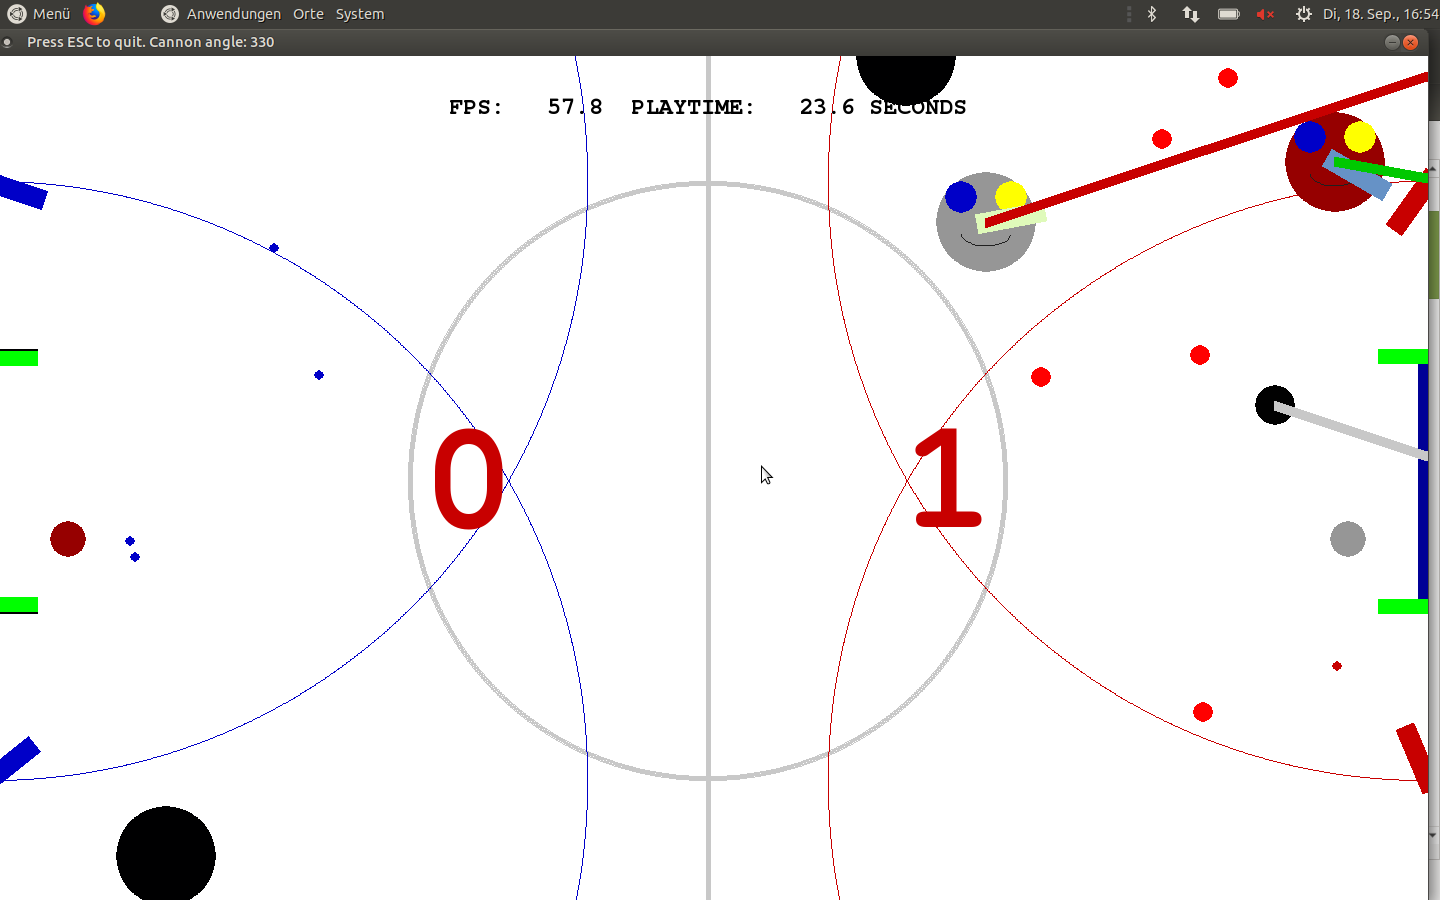 Menü Anwendungen Orte System Di, 18. Sep., 16:54
Press ESC to quit. Cannon angle: 330
FPS: 57.8 PLAYTIME: 23.6 SECONDS
0 1